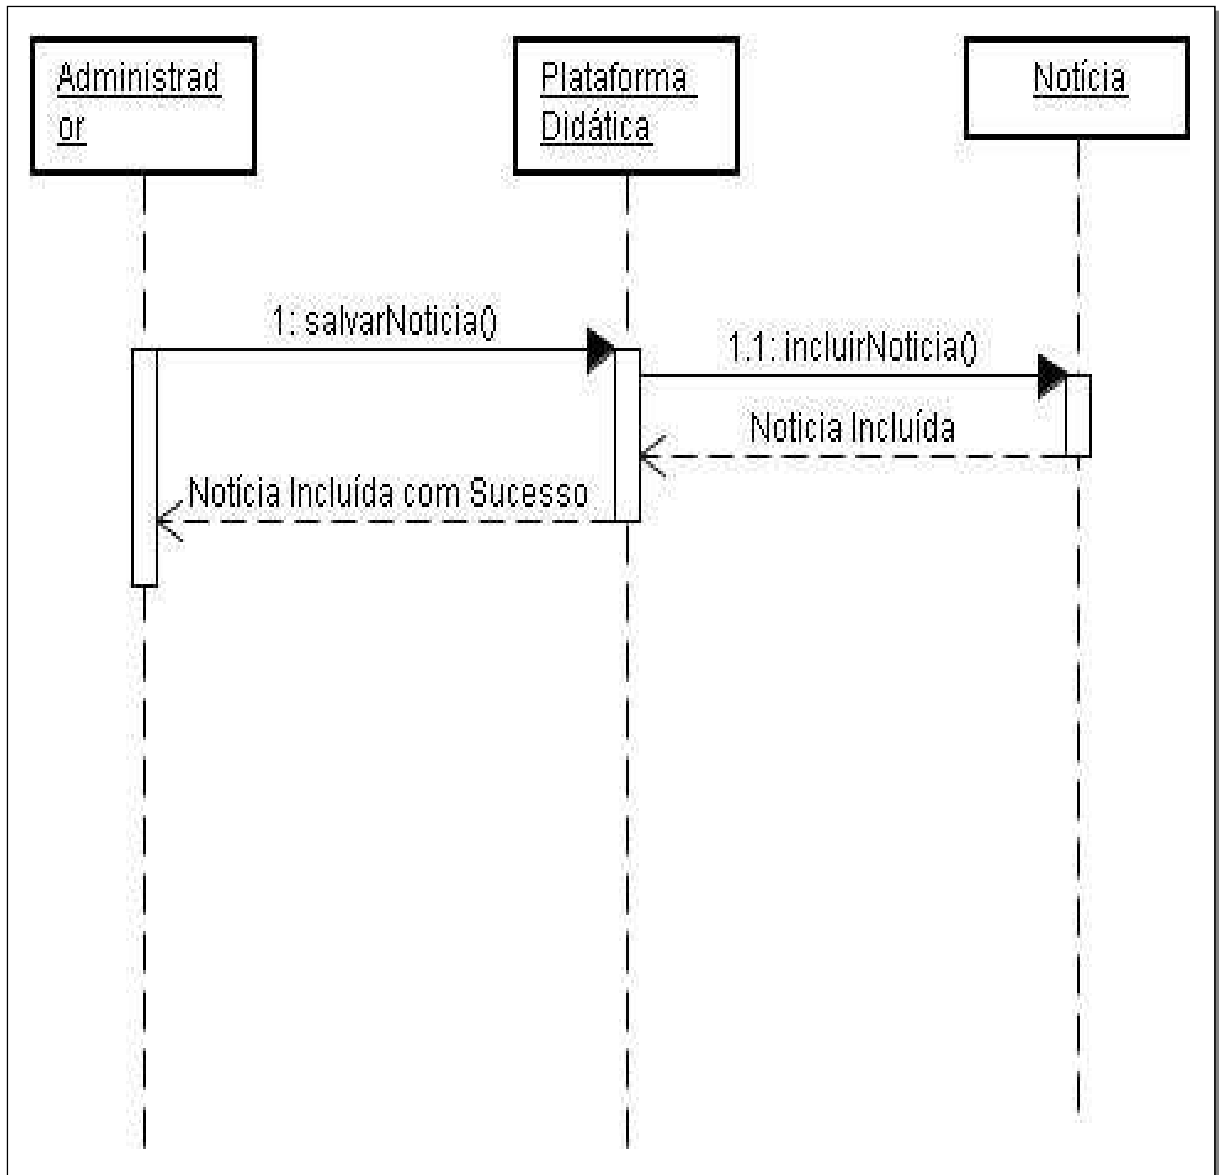 Administrad
or
Plataforma
Didática
Notícia
1: salvarNoticia()
1.1: incluirNoticia()
Noticia Incluída
Notícia Incluída com Sucesso